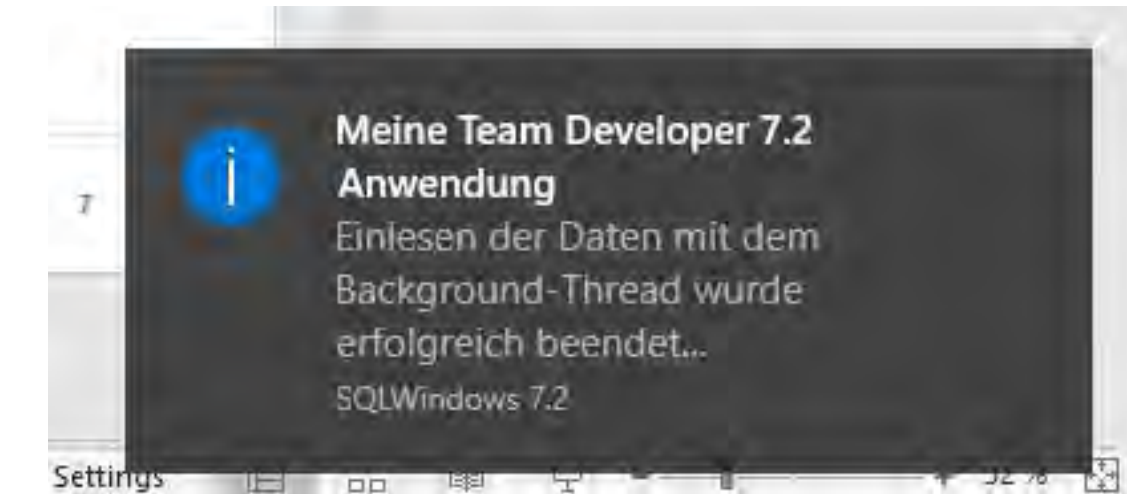 Meine Team Developer 7.2
Anwendung
Einlesen der Daten mit dem
Background-Thread wurde
erfolgreich beendet...
SQLWindows 7.2
Settings